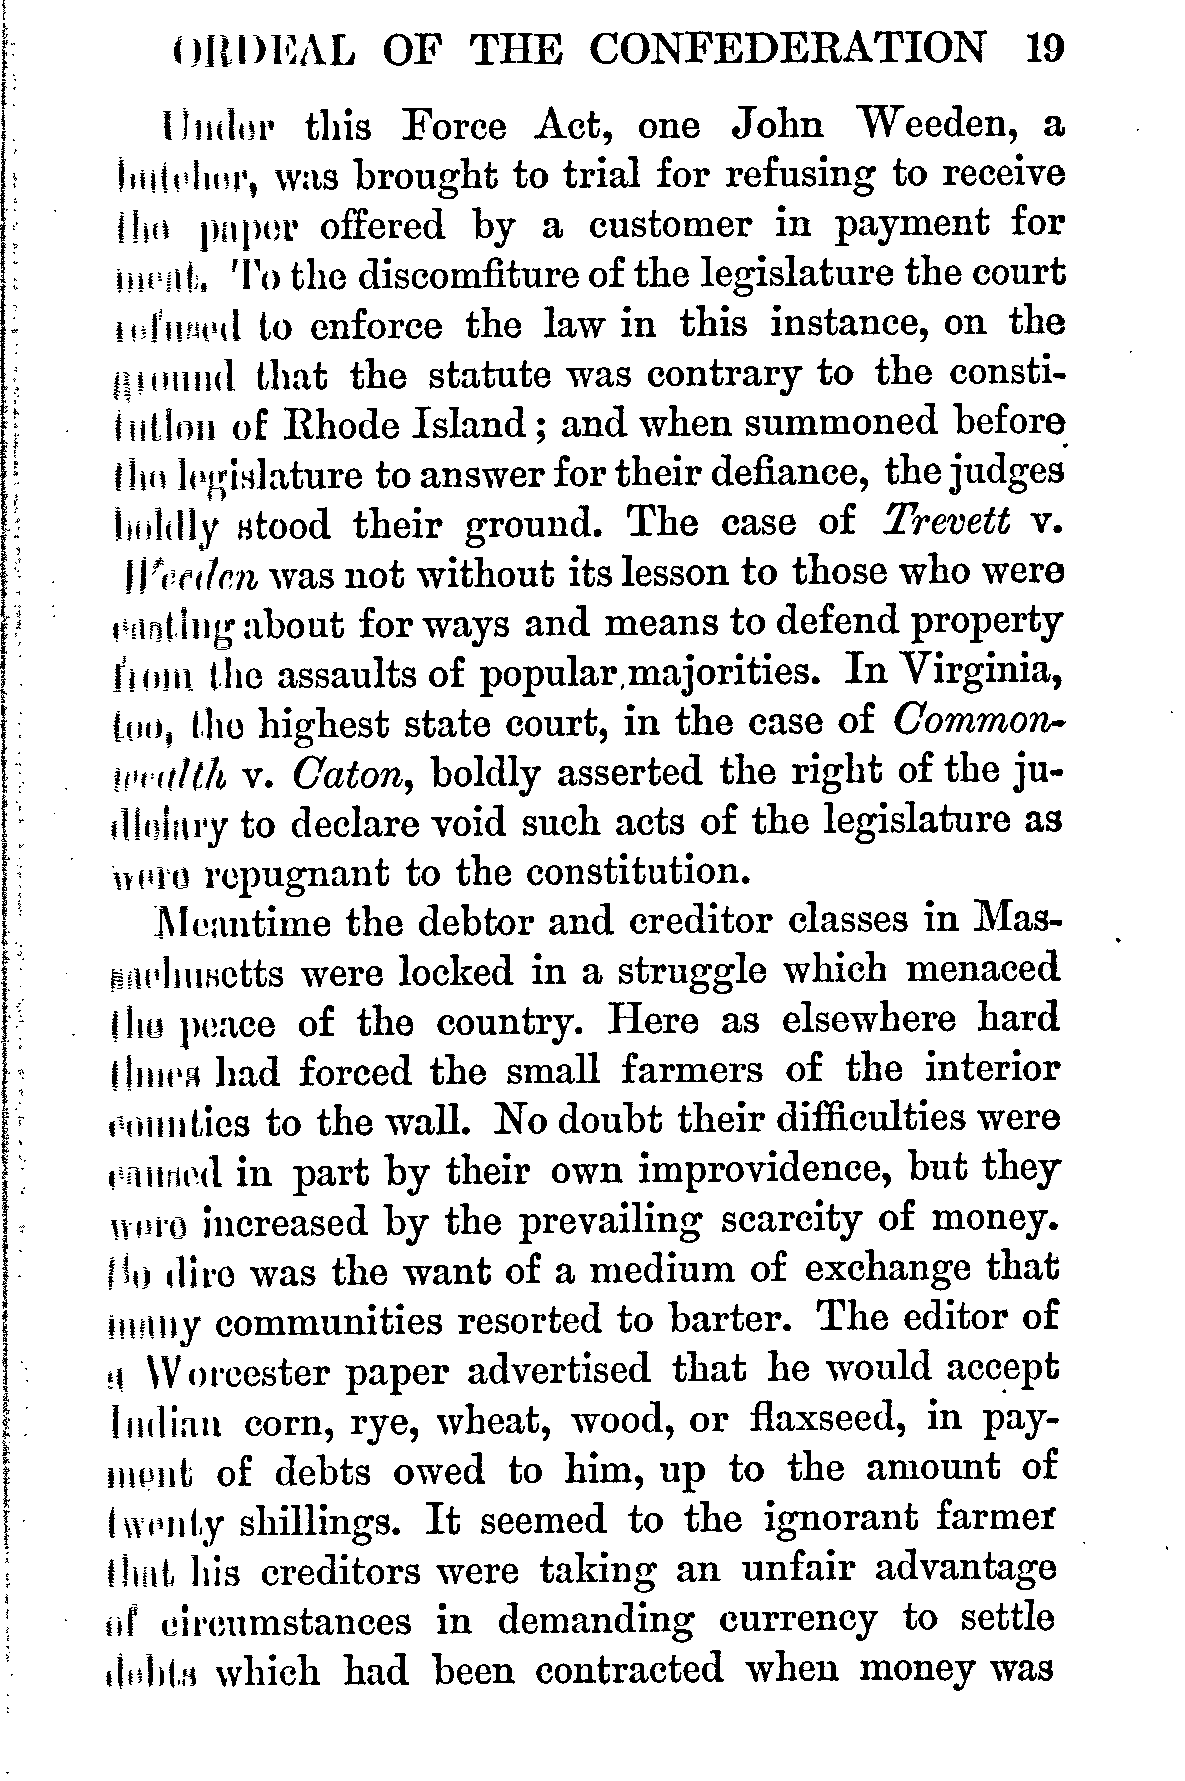 ORDEAL OF THE CONFEDERATION 19
Under this Force Act, one John Weeden, a
butcher, was brought to trial for refusing to receive
the paper offered by a customer in payment for
meat. To the discomfiture of the legislature the court
refused to enforce the law in this instance, on the
ground that the statute was contrary to the consti-
tution of Rhode Island; and when summoned before
the legislature to answer for their defiance, the judges
boldly stood their ground. The case of Trevett v.
Weeden was not without its lesson to those who were
casting about for ways and means to defend property
from the assaults of popular majorities. In Virginia,
too, the highest state court, in the case of Common-
wealth v. Caton, boldly asserted the right of the ju-
diciary to declare void such acts of the legislature as
were repugnant to the constitution.
Meantime the debtor and creditor classes in Mas-
sachusetts were locked in a struggle which menaced
the peace of the country. Here as elsewhere hard
times had forced the small farmers of the interior
counties to the wall. No doubt their difficulties were
caused in part by their own improvidence, but they
were increased by the prevailing scarcity of money.
So dire was the want of a medium of exchange that
many communities resorted to barter. The editor of
a Worcester paper advertised that he would accept
Indian corn, rye, wheat, wood, or flaxseed, in pay-
ment of debts owed to him, up to the amount of
twenty shillings. It seemed to the ignorant farmer
that his creditors were taking an unfair advantage
of circumstances in demanding currency to settle
debts which had been contracted when money was